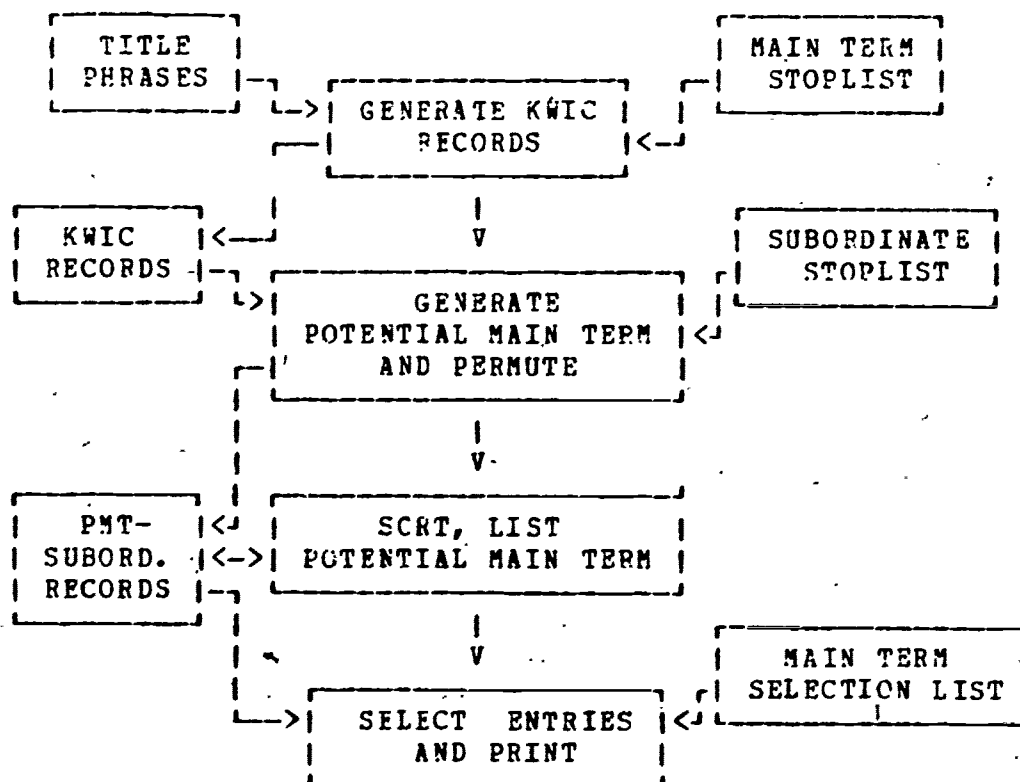 TITLE
PHRASES
MAIN TERM
STOPLIST
GENERATE KWIC
RECORDS
KWIC
RECORDS
SUBORDINATE
STOPLIST
GENERATE
POTENTIAL MAIN TERM
AND PERMUTE
PMT-
SUBORD.
RECORDS
SCRT, LIST
POTENTIAL MAIN TERM
MAIN TERM
SELECTION LIST
SELECT ENTRIES
AND PRINT